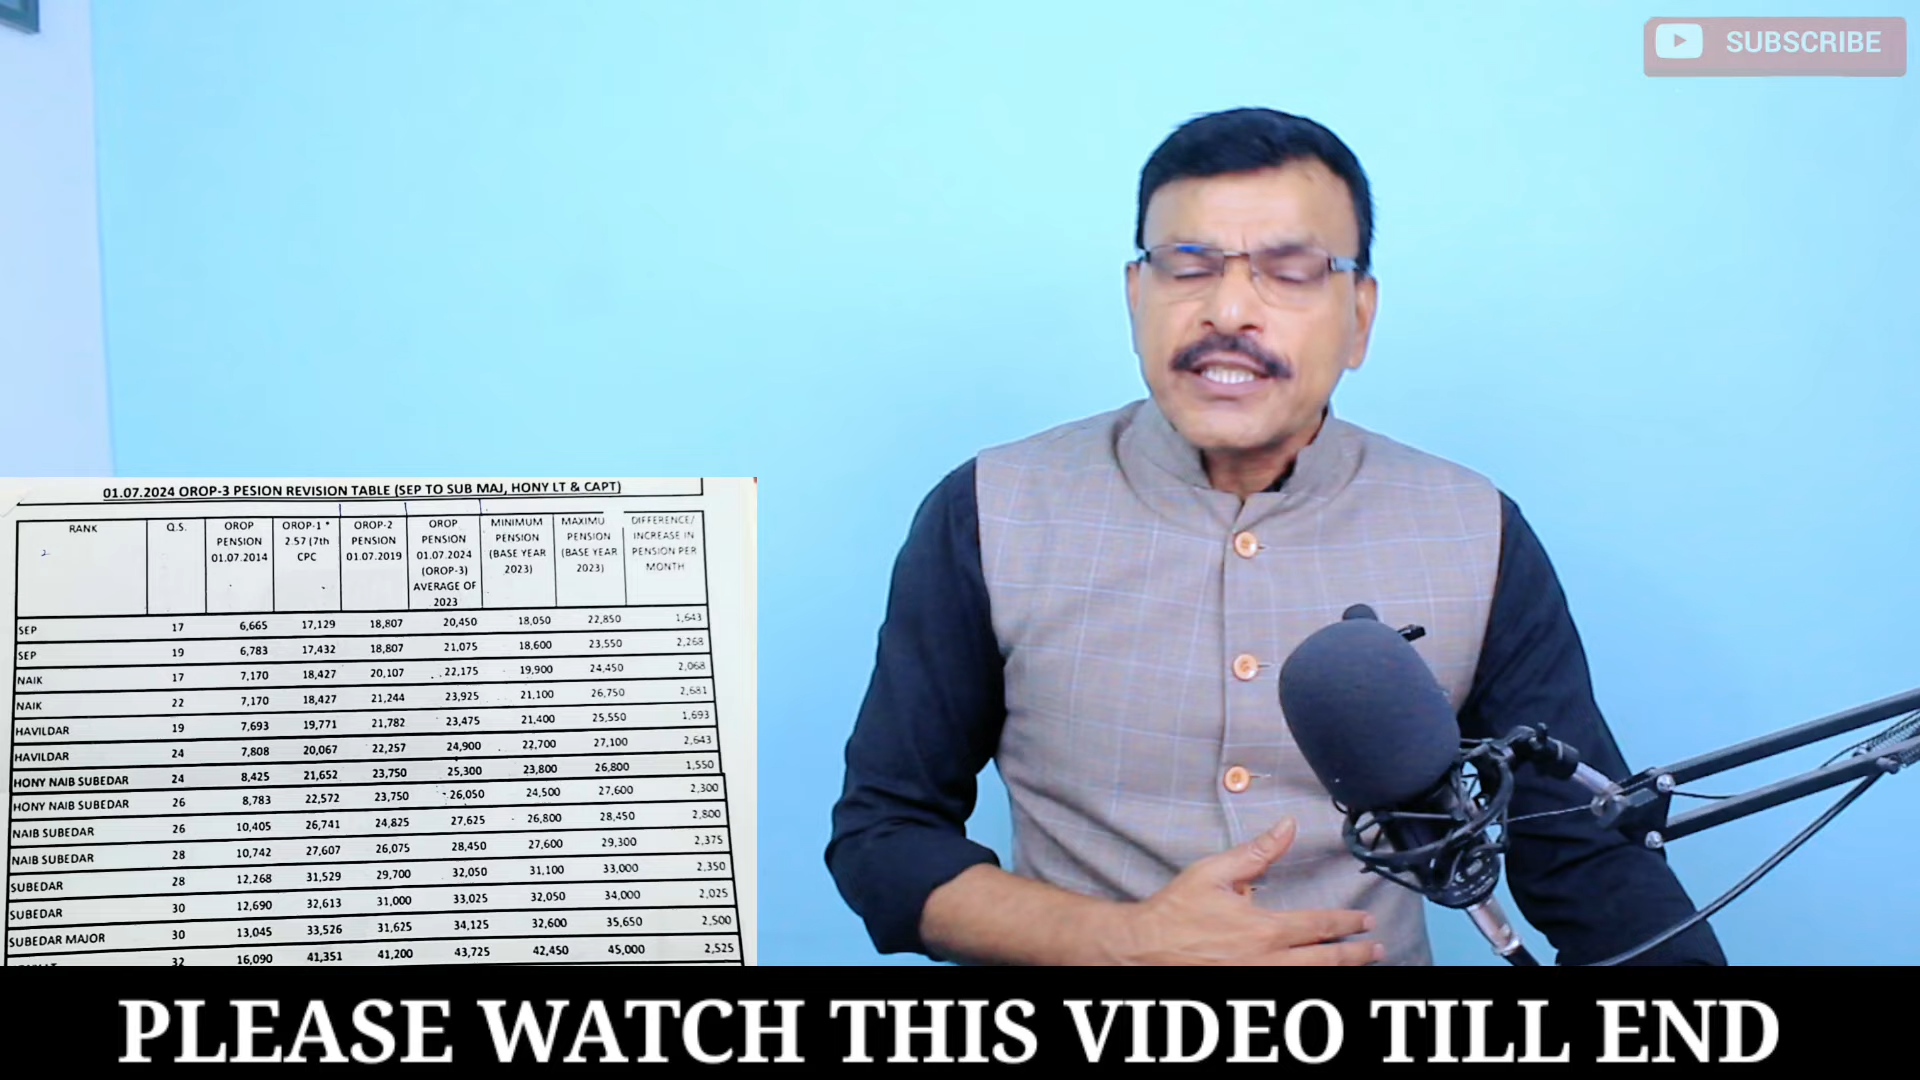 SUBSCRIBE
01.07.2024 OROP-3 PESION REVISION TABLE (SEP TO SUB MAJ, HONY LT & CAPT)
RANK Q.S. OROP PENSION 01.07.2014 OROP-1 * 2.57 (7th CPC OROP-2 PENSION 01.07.2019 OROP PENSION 01.07.2024 (OROP-3) AVERAGE OF 2023 MINIMUM PENSION (BASE YEAR 2023) MAXIMU PENSION (BASE YEAR 2023) DIFFERENCE/ INCREASE IN PENSION PER MONTH
SEP 17 6,665 17,129 18,807 20,450 18,050 22,850 1,643
SEP 19 6,783 17,432 18,807 21,075 18,600 23,550 2,268
NAIK 17 7,170 18,427 20,107 22,175 19,900 24,450 2,068
NAIK 22 7,170 18,427 21,244 23,925 21,100 26,750 2,681
HAVILDAR 19 7,693 19,771 21,782 23,475 21,400 25,550 1,693
HAVILDAR 24 7,808 20,067 22,257 24,900 22,700 27,100 2,643
HONY NAIB SUBEDAR 24 8,425 21,652 23,750 25,300 23,800 26,800 1,550
HONY NAIB SUBEDAR 26 8,783 22,572 23,750 26,050 24,500 27,600 2,300
NAIB SUBEDAR 26 10,405 26,741 24,825 27,625 26,800 28,450 2,800
NAIB SUBEDAR 28 10,742 27,607 26,075 28,450 27,600 29,300 2,375
SUBEDAR 28 12,268 31,529 29,700 32,050 31,100 33,000 2,350
SUBEDAR 30 12,690 32,613 31,000 33,025 32,050 34,000 2,025
SUBEDAR MAJOR 30 13,045 33,526 31,625 34,125 32,600 35,650 2,500
32 16,090 41,351 41,200 43,725 42,450 45,000 2,525
PLEASE WATCH THIS VIDEO TILL END